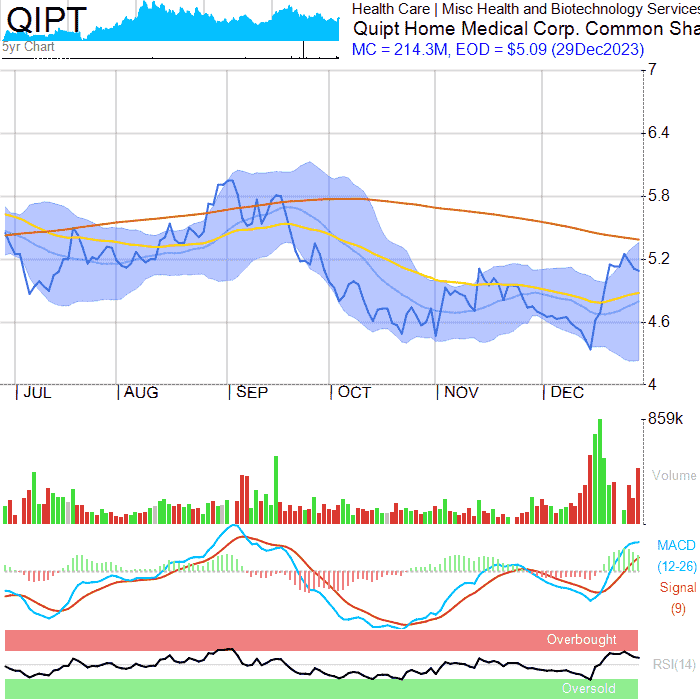 QIPT
5yr Chart
Health Care | Misc Health and Biotechnology Services
Quipt Home Medical Corp. Common Sha
MC = 214.3M, EOD = $5.09 (29Dec2023)
7
6.4
5.8
5.2
4.6
4
JUL AUG SEP OCT NOV DEC
859k
Volume
MACD
(12-26)
Signal
(9)
Overbought
RSI(14)
Oversold